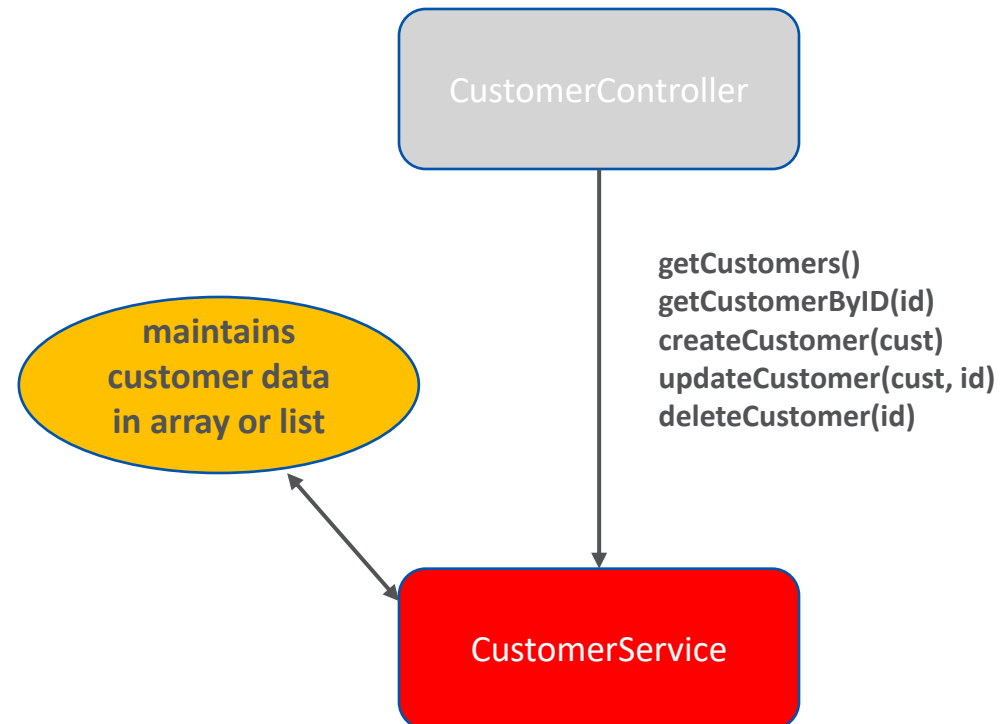 CustomerController
getCustomers()
getCustomerByID(id)
createCustomer(cust)
updateCustomer(cust, id)
deleteCustomer(id)
maintains
customer data
in array or list
CustomerService